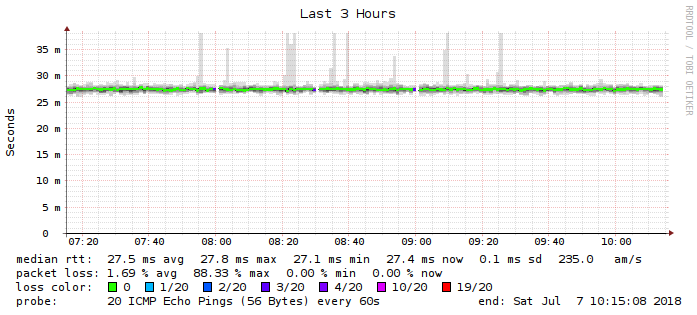 Last 3 Hours
RRDTOOL / TOBI OETIKER
Seconds
35 m
30 m
25 m
20 m
15 m
10 m
5 m
0
07:20 07:40 08:00 08:20 08:40 09:00 09:20 09:40 10:00
median rtt: 27.5 ms avg 27.8 ms max 27.1 ms min 27.4 ms now 0.1 ms sd 235.0 am/s
packet loss: 1.69 % avg 88.33 % max 0.00 % min 0.00 % now
loss color: 0 1/20 2/20 3/20 4/20 10/20 19/20
probe: 20 ICMP Echo Pings (56 Bytes) every 60s end: Sat Jul 7 10:15:08 2018